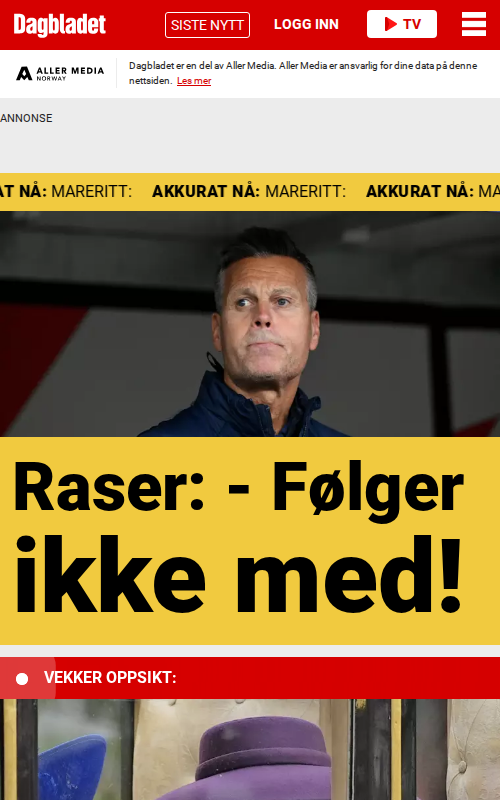 Dagbladet
SISTE NYTT
LOGG INN
TV
ALLER MEDIA
NORWAY
Dagbladet er en del av Aller Media. Aller Media er ansvarlig for dine data på denne
nettsiden. Les mer
ANNONSE
AT NÅ: MARERITT: AKKURAT NÅ: MARERITT: AKKURAT NÅ: MA
Raser: - Følger
ikke med!
VEKKER OPPSIKT: